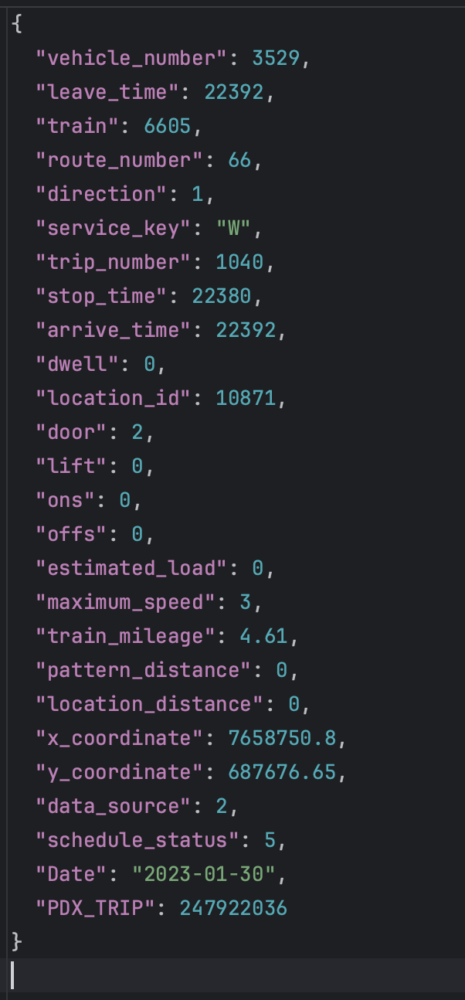 {
  "vehicle_number": 3529,
  "leave_time": 22392,
  "train": 6605,
  "route_number": 66,
  "direction": 1,
  "service_key": "W",
  "trip_number": 1040,
  "stop_time": 22380,
  "arrive_time": 22392,
  "dwell": 0,
  "location_id": 10871,
  "door": 2,
  "lift": 0,
  "ons": 0,
  "offs": 0,
  "estimated_load": 0,
  "maximum_speed": 3,
  "train_mileage": 4.61,
  "pattern_distance": 0,
  "location_distance": 0,
  "x_coordinate": 7658750.8,
  "y_coordinate": 687676.65,
  "data_source": 2,
  "schedule_status": 5,
  "Date": "2023-01-30",
  "PDX_TRIP": 247922036
}